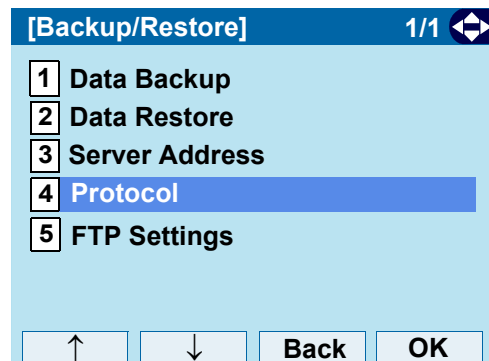 [Backup/Restore] 1/1
1 Data Backup
2 Data Restore
3 Server Address
4 Protocol
5 FTP Settings
↑ ↓ Back OK